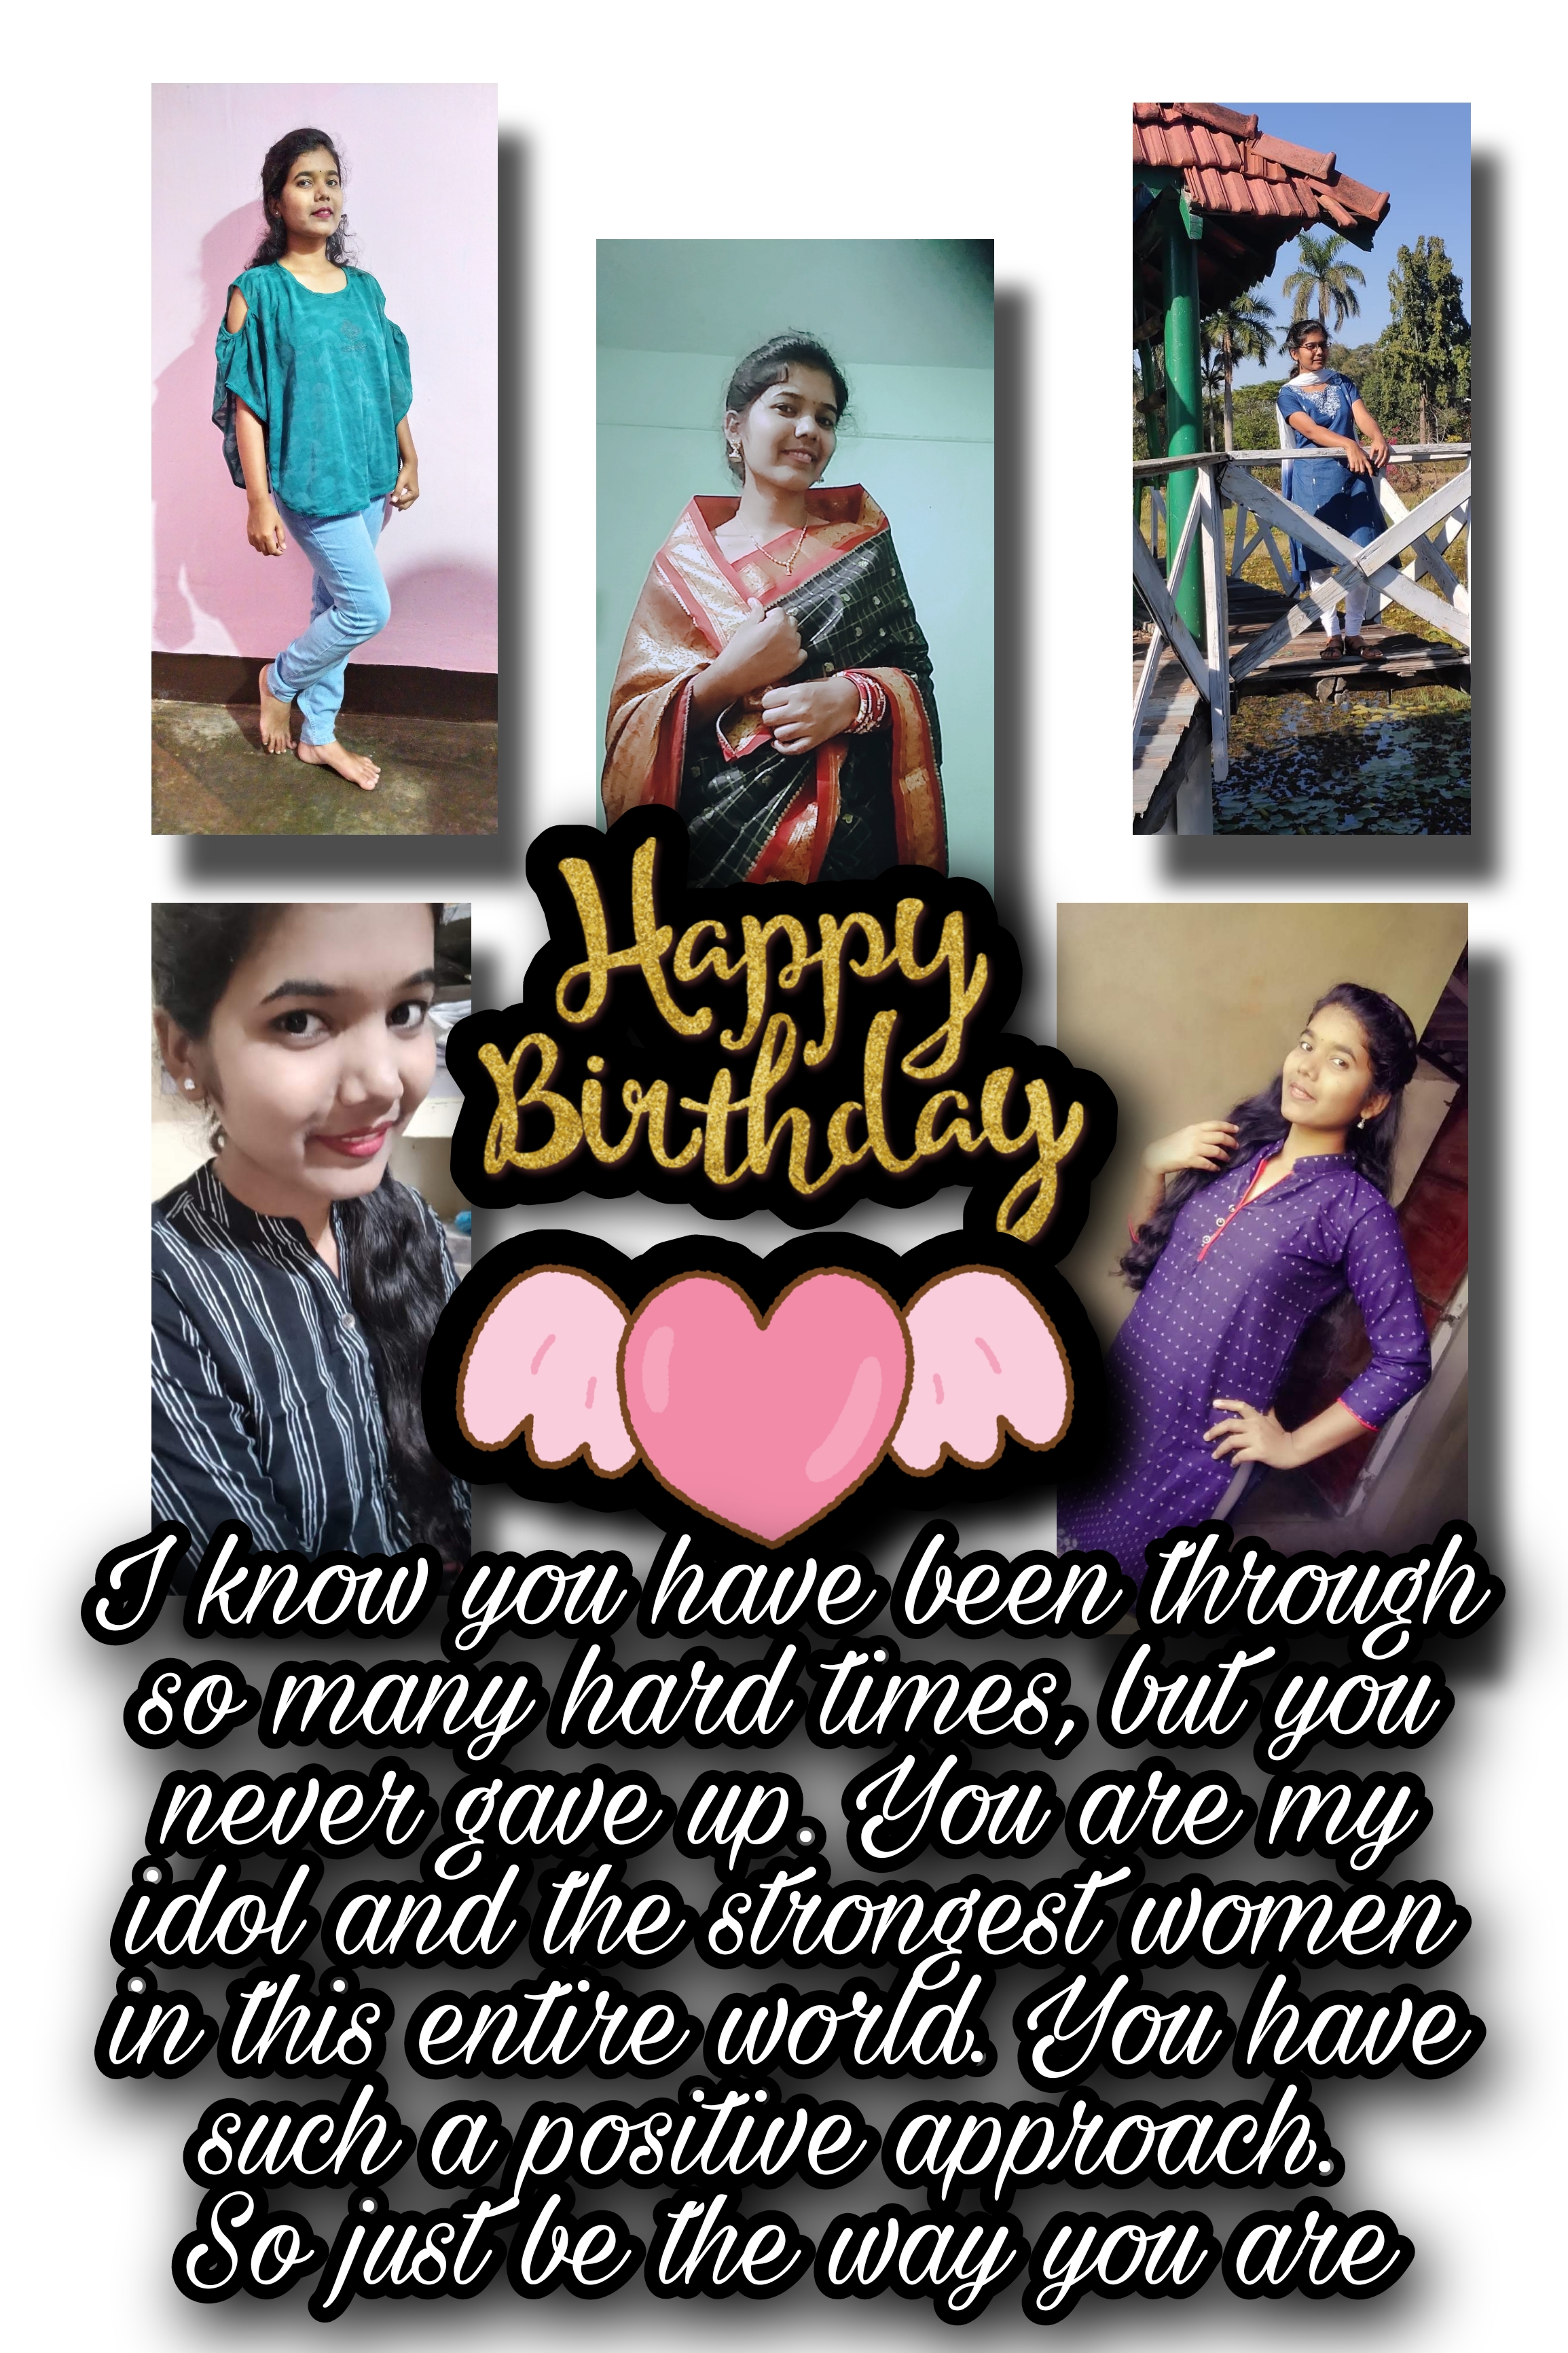 Happy
Birthday
I know you have been through
so many hard times, but you
never gave up. You are my
idol and the strongest women
in this entire world. You have
such a positive approach.
So just be the way you are